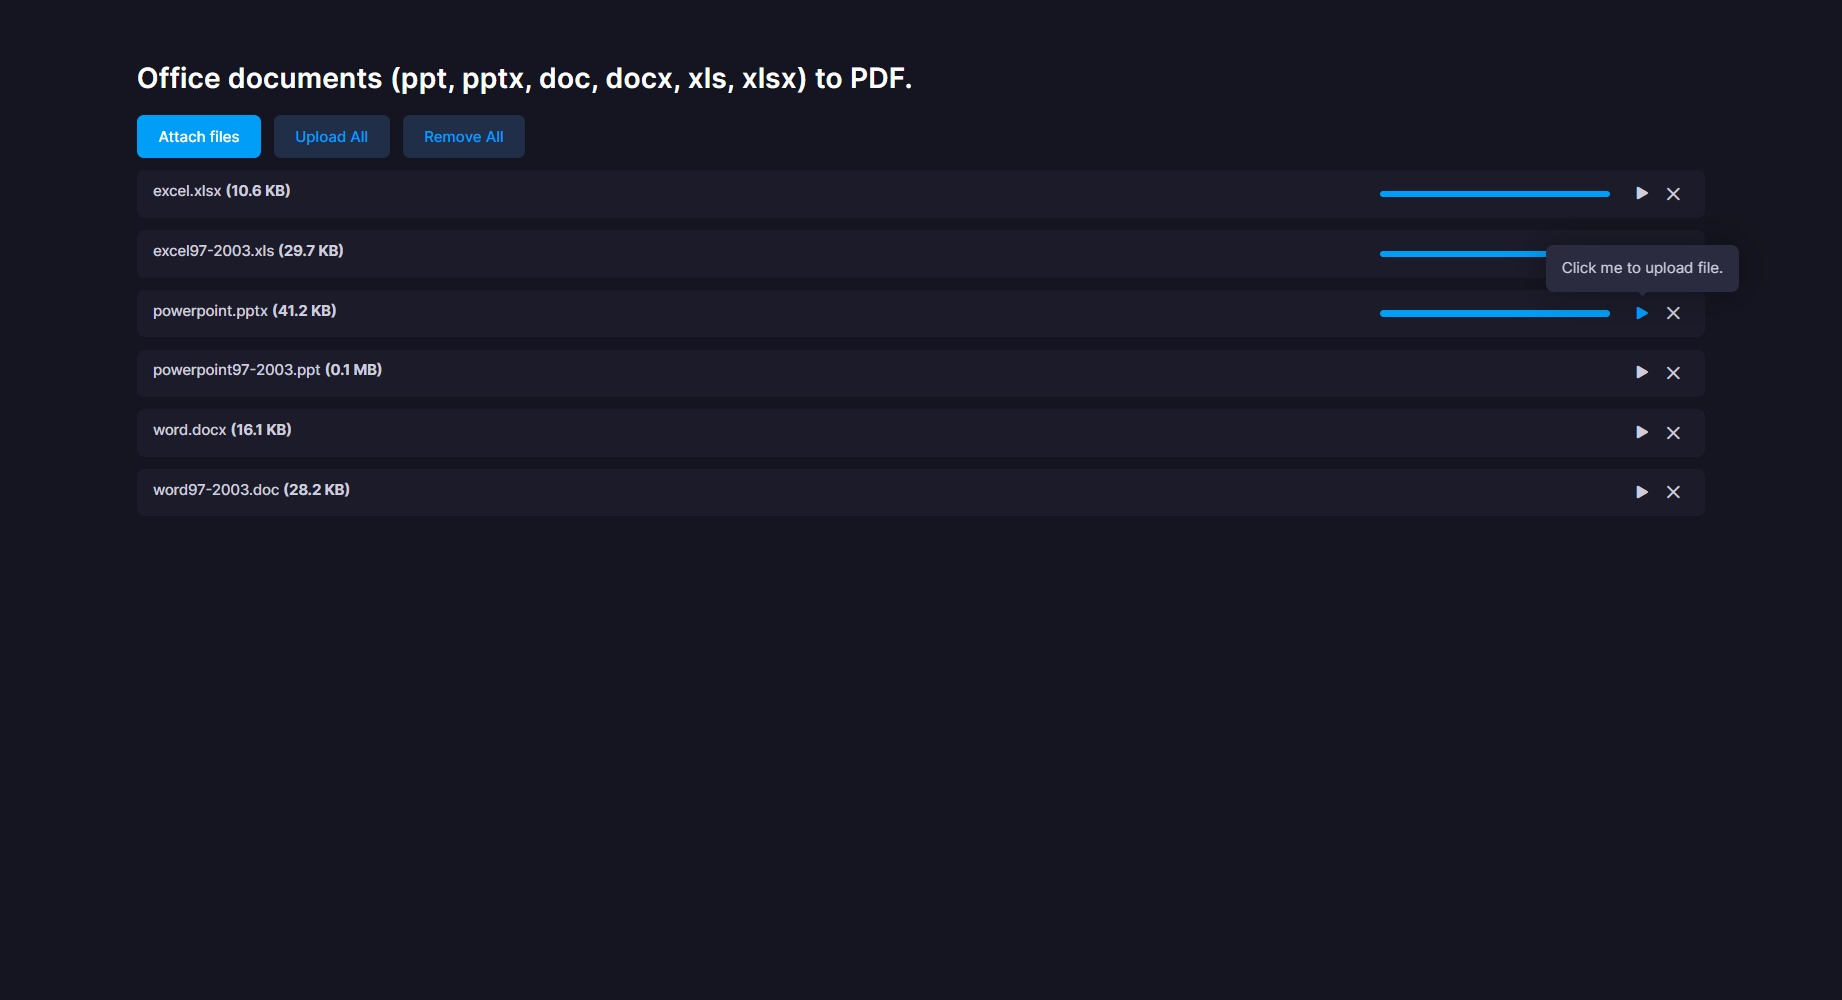 Office documents (ppt, pptx, doc, docx, xls, xlsx) to PDF.
Attach files
Upload All
Remove All
excel.xlsx (10.6 KB)
excel97-2003.xls (29.7 KB)
Click me to upload file.
powerpoint.pptx (41.2 KB)
powerpoint97-2003.ppt (0.1 MB)
word.docx (16.1 KB)
word97-2003.doc (28.2 KB)